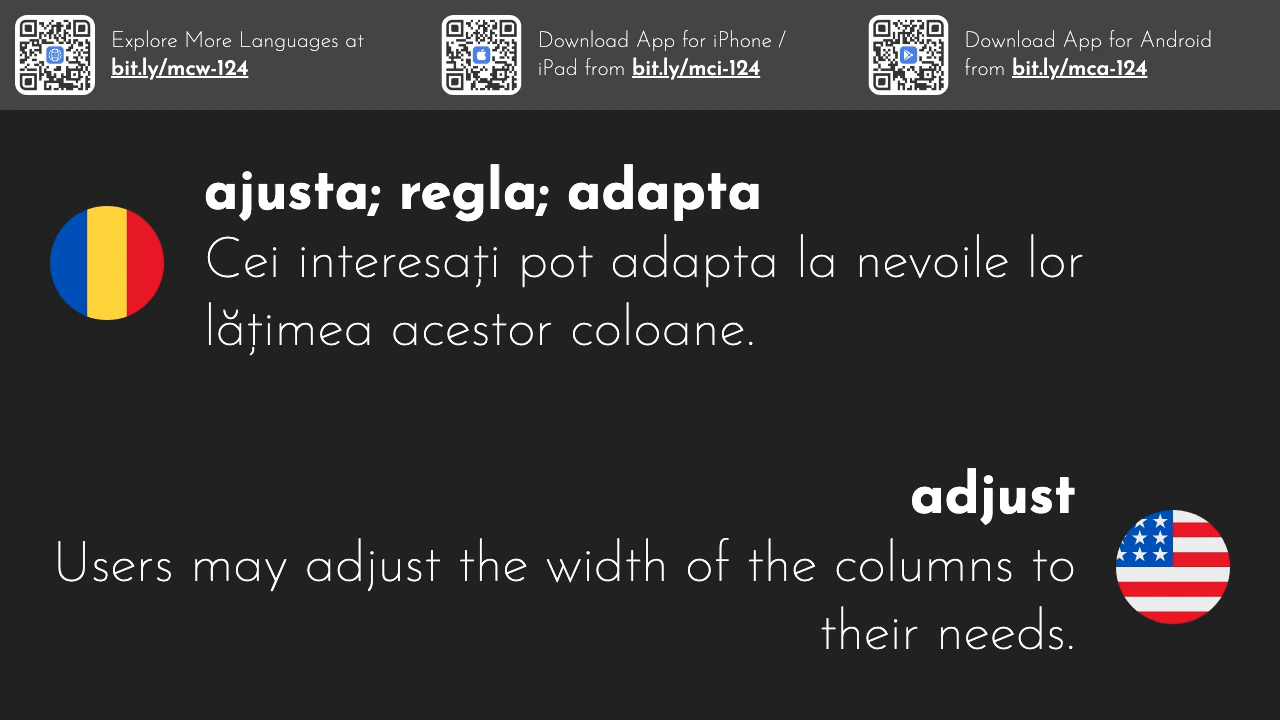 Explore More Languages at
bit.ly/mcw-124
Download App for iPhone /
iPad from bit.ly/mci-124
Download App for Android
from bit.ly/mca-124
ajusta; regla; adapta
Cei interesați pot adapta la nevoile lor
lățimea acestor coloane.
adjust
Users may adjust the width of the columns to
their needs.